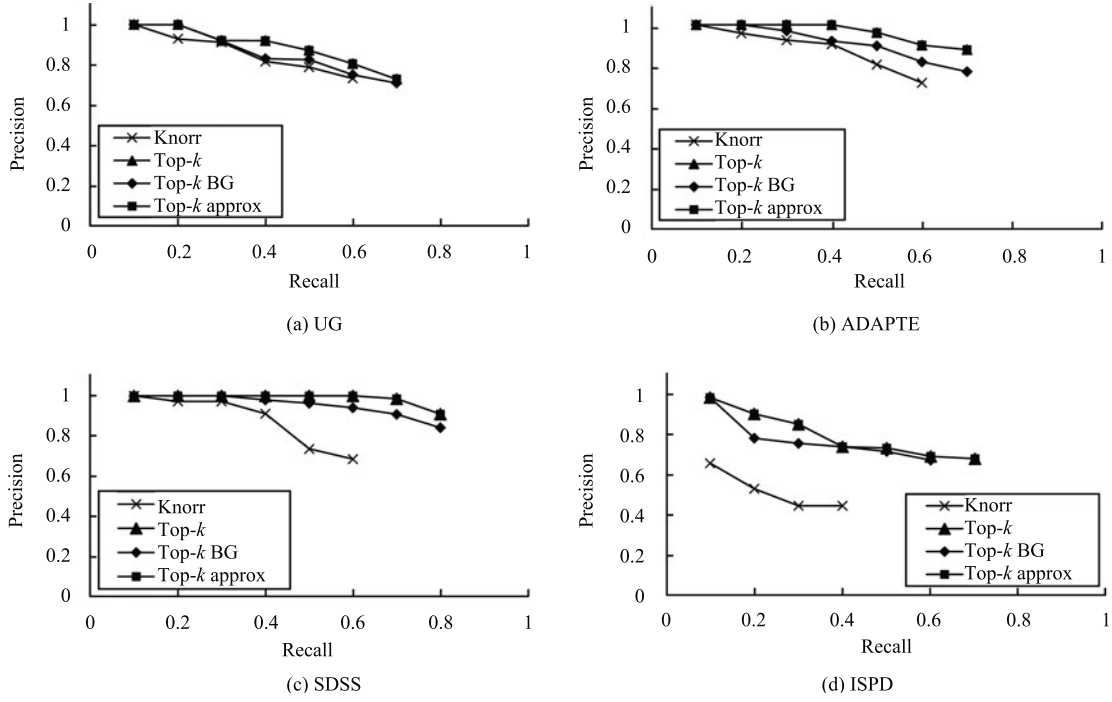 1
0.8
0.6
0.4
0.2
0
Precision
Knorr
Top-k
Top-k BG
Top-k approx
0 0.2 0.4 0.6 0.8 1
Recall
(a) UG
1
0.8
0.6
0.4
0.2
0
Precision
Knorr
Top-k
Top-k BG
Top-k approx
0 0.2 0.4 0.6 0.8 1
Recall
(b) ADAPTE
1
0.8
0.6
0.4
0.2
0
Precision
Knorr
Top-k
Top-k BG
Top-k approx
0 0.2 0.4 0.6 0.8 1
Recall
(c) SDSS
1
0.8
0.6
0.4
0.2
0
Precision
Knorr
Top-k
Top-k BG
Top-k approx
0 0.2 0.4 0.6 0.8 1
Recall
(d) ISPD